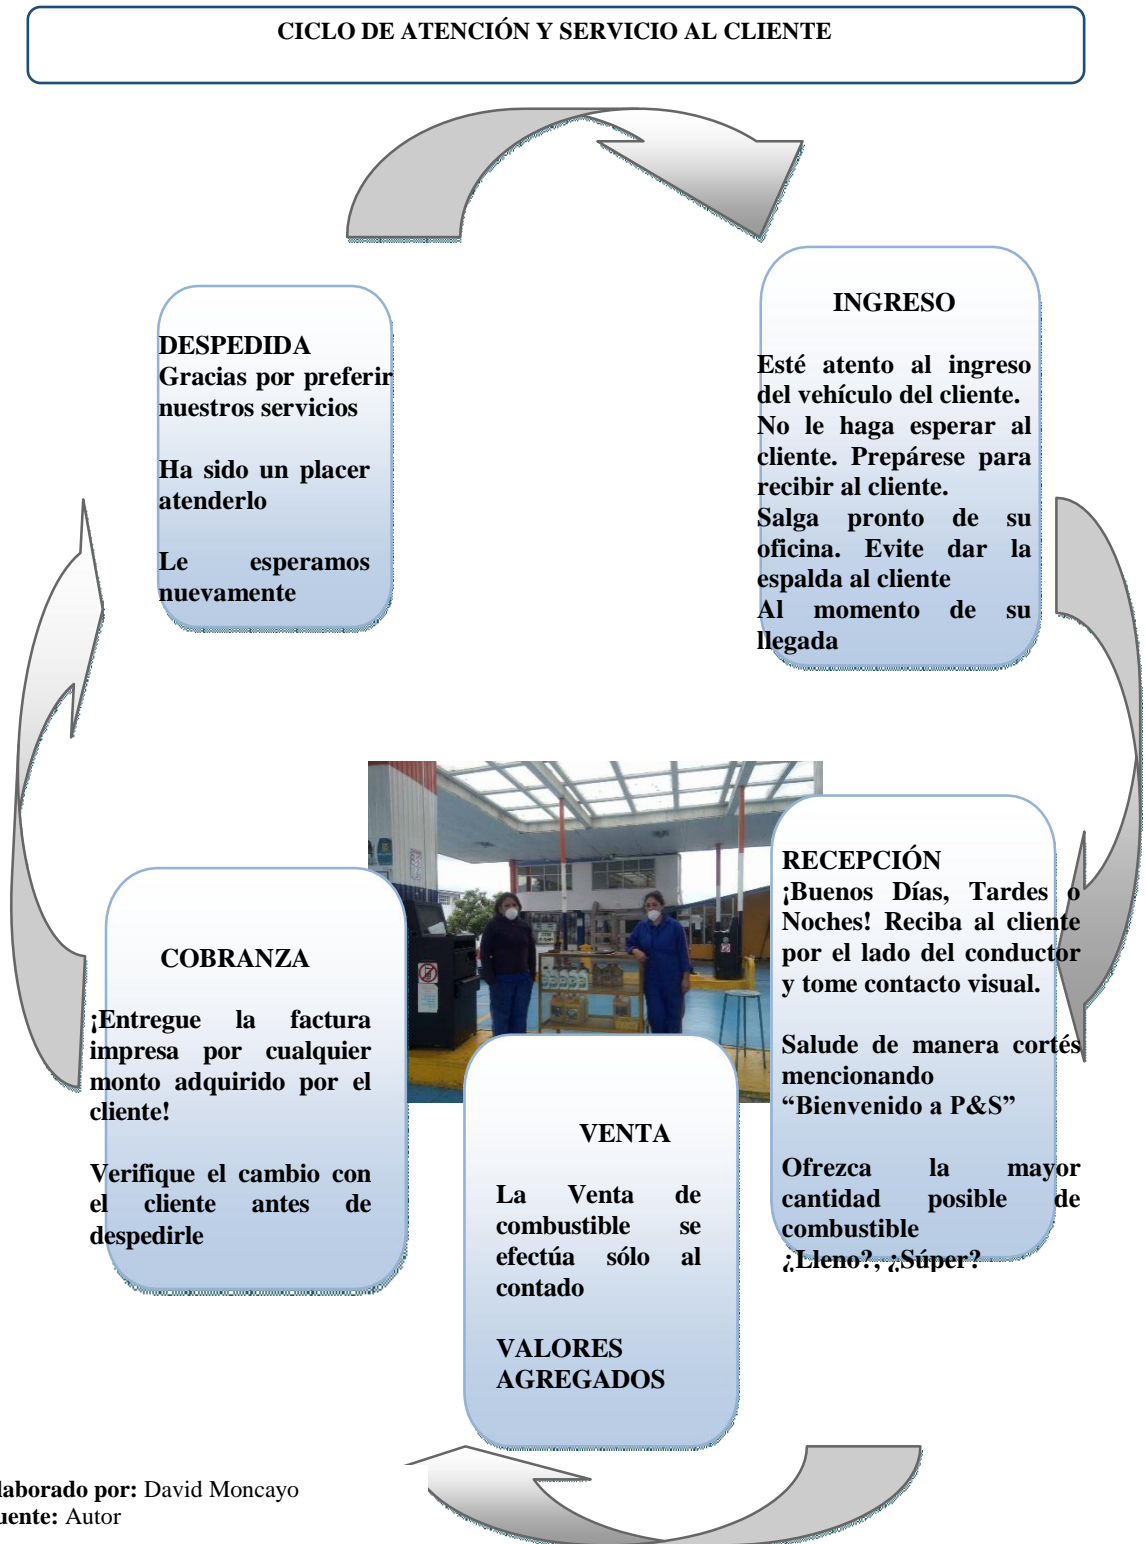 CICLO DE ATENCIÓN Y SERVICIO AL CLIENTE
INGRESO
Esté atento al ingreso
del vehículo del cliente.
No le haga esperar al
cliente. Prepárese para
recibir al cliente.
Salga pronto de su
oficina. Evite dar la
espalda al cliente
Al momento de su
llegada
RECEPCIÓN
¡Buenos Días, Tardes o
Noches! Reciba al cliente
por el lado del conductor
y tome contacto visual.
Salude de manera cortés
mencionando
“Bienvenido a P&S”
Ofrezca la mayor
cantidad posible de
combustible
¿Lleno?, ¿Súper?
VENTA
La Venta de
combustible se
efectúa sólo al
contado
VALORES
AGREGADOS
COBRANZA
¡Entregue la factura
impresa por cualquier
monto adquirido por el
cliente!
Verifique el cambio con
el cliente antes de
despedirle
DESPEDIDA
Gracias por preferir
nuestros servicios
Ha sido un placer
atenderlo
Le esperamos
nuevamente
laborado por: David Moncayo
uente: Autor